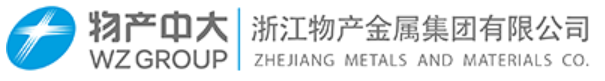 物产中大
WZ GROUP
浙江物产金属集团有限公司
ZHEJIANG METALS AND MATERIALS CO.